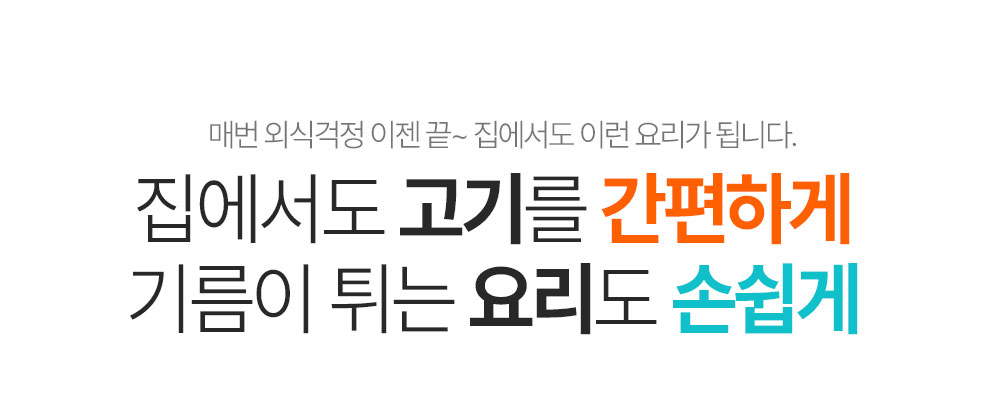 매번 외식걱정 이젠 끝~ 집에서도 이런 요리가 됩니다.
집에서도 고기를 간편하게
기름이 튀는 요리도 손쉽게